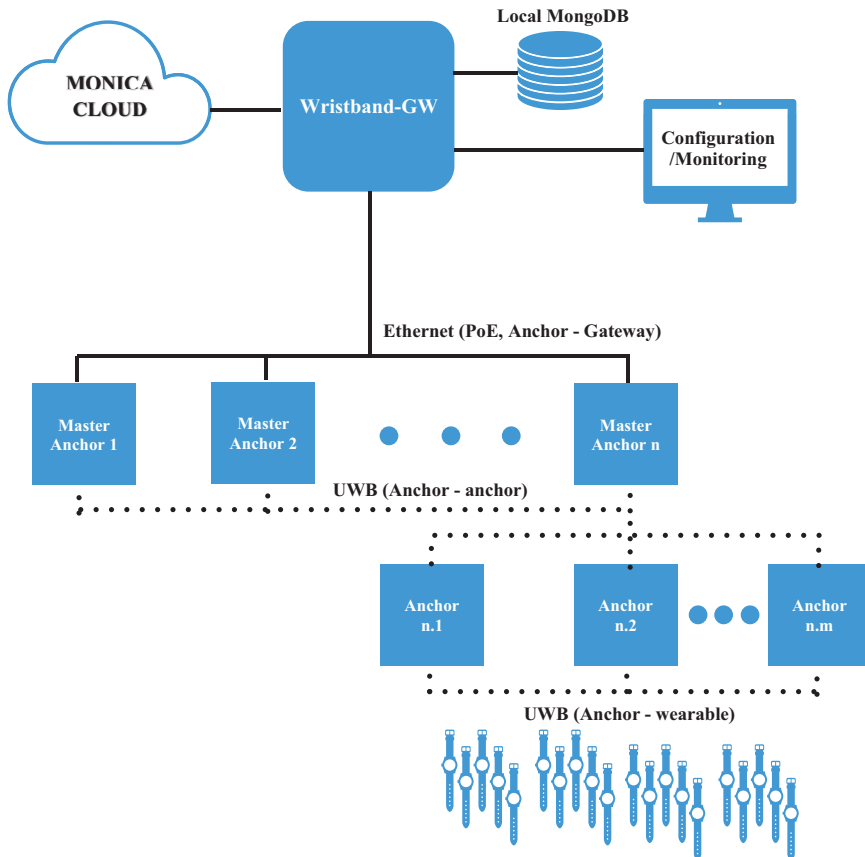 Local MongoDB
MONICA
CLOUD
Wristband-GW
Configuration
/Monitoring
Ethernet (PoE, Anchor - Gateway)
Master
Anchor 1
Master
Anchor 2
Master
Anchor n
UWB (Anchor - anchor)
Anchor
n.1
Anchor
n.2
Anchor
n.m
UWB (Anchor - wearable)